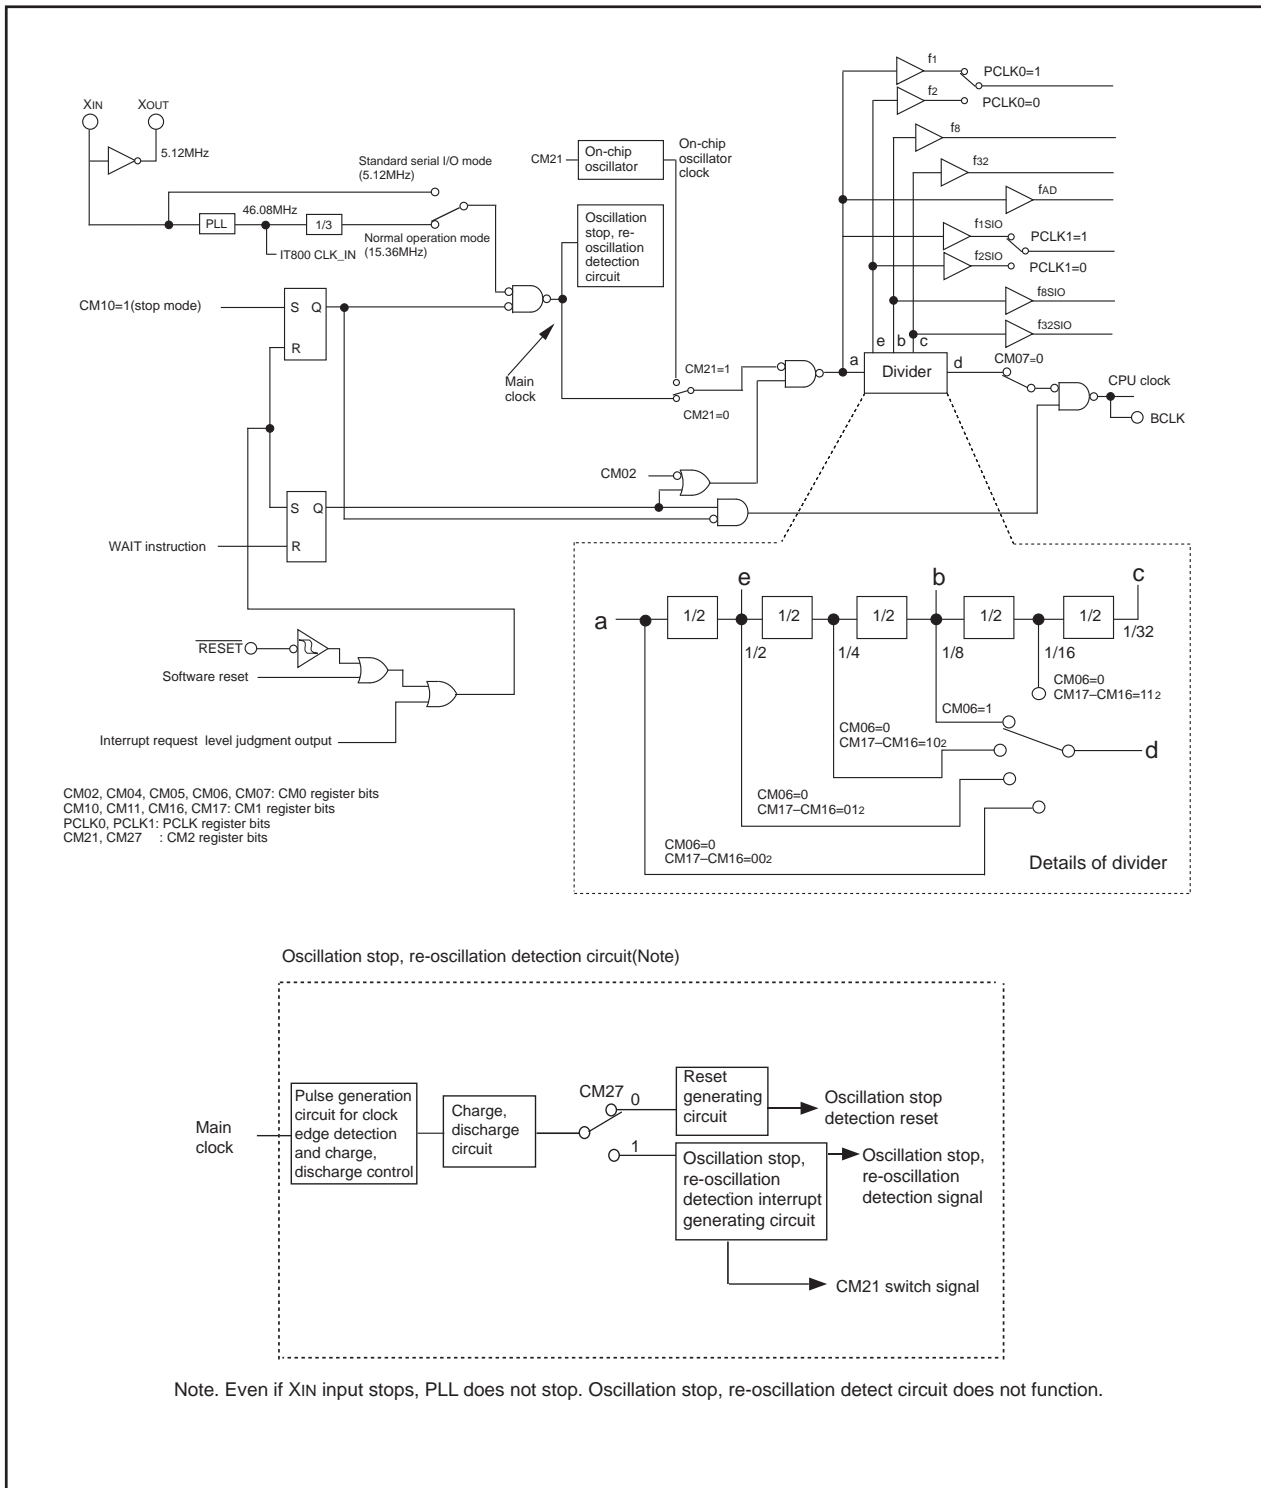 XIN
XOUT
5.12MHz
Standard serial I/O mode
(5.12MHz)
46.08MHz
PLL
1/3
IT800 CLK_IN
Normal operation mode
(15.36MHz)
CM21
On-chip
oscillator
On-chip
oscillator
clock
Oscillation
stop, re-
oscillation
detection
circuit
f1
PCLK0=1
f2
PCLK0=0
f8
f32
fAD
f1SIO
PCLK1=1
f2SIO
PCLK1=0
f8SIO
f32SIO
CM10=1(stop mode)
S
Q
R
Main
clock
CM21=1
CM21=0
e
b
c
a
Divider
d
CM07=0
CPU clock
BCLK
CM02
S
Q
R
WAIT instruction
RESET
Software reset
Interrupt request level judgment output
a
e
b
c
1/2
1/2
1/2
1/2
1/2
1/2
1/4
1/8
1/16
1/32
CM06=0
CM17–CM16=112
CM06=1
CM06=0
CM17–CM16=102
d
CM06=0
CM17–CM16=012
CM06=0
CM17–CM16=002
Details of divider
CM02, CM04, CM05, CM06, CM07: CM0 register bits
CM10, CM11, CM16, CM17: CM1 register bits
PCLK0, PCLK1: PCLK register bits
CM21, CM27 : CM2 register bits
Oscillation stop, re-oscillation detection circuit(Note)
Main
clock
Pulse generation
circuit for clock
edge detection
and charge,
discharge control
Charge,
discharge
circuit
CM27
0
1
Reset
generating
circuit
Oscillation stop
detection reset
Oscillation stop,
re-oscillation
detection interrupt
generating circuit
Oscillation stop,
re-oscillation
detection signal
CM21 switch signal
Note. Even if XIN input stops, PLL does not stop. Oscillation stop, re-oscillation detect circuit does not function.